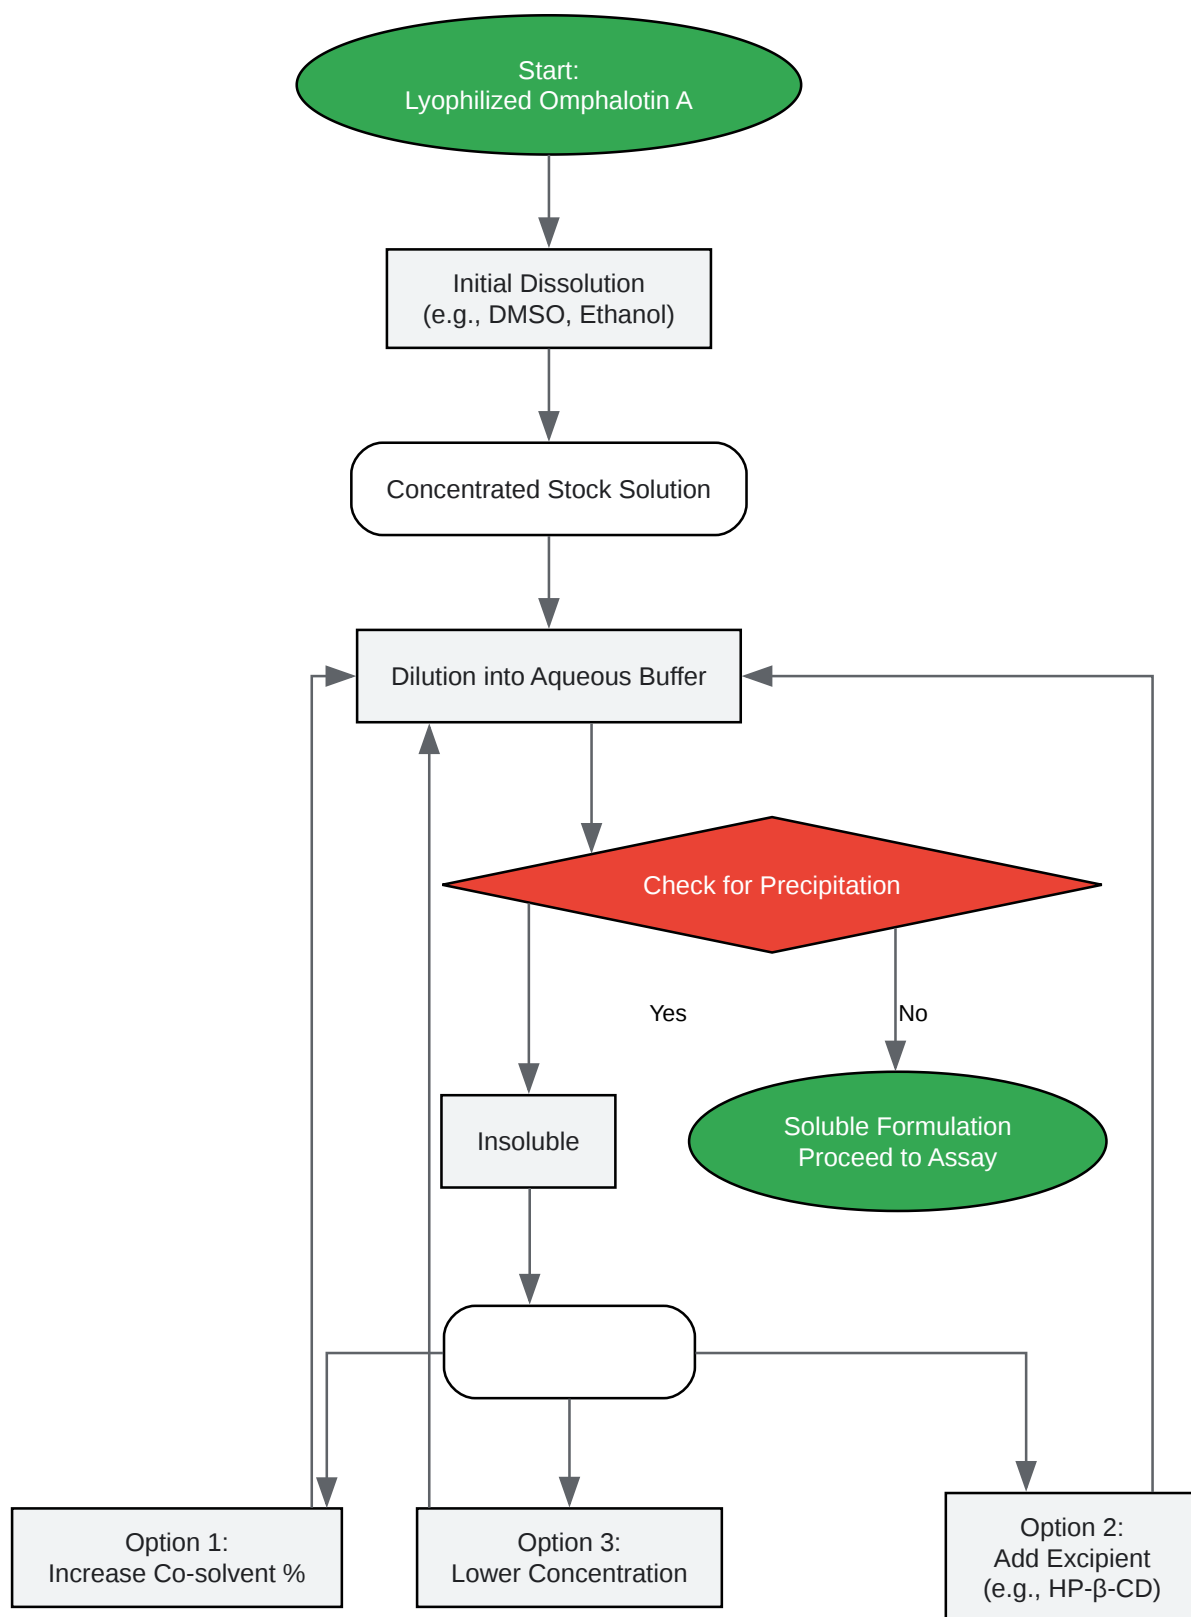 Start:
Lyophilized Omphalotin A
Initial Dissolution
(e.g., DMSO, Ethanol)
Concentrated Stock Solution
Dilution into Aqueous Buffer
Check for Precipitation
Yes
No
Insoluble
Soluble Formulation
Proceed to Assay
Option 1:
Increase Co-solvent %
Option 3:
Lower Concentration
Option 2:
Add Excipient
(e.g., HP-β-CD)